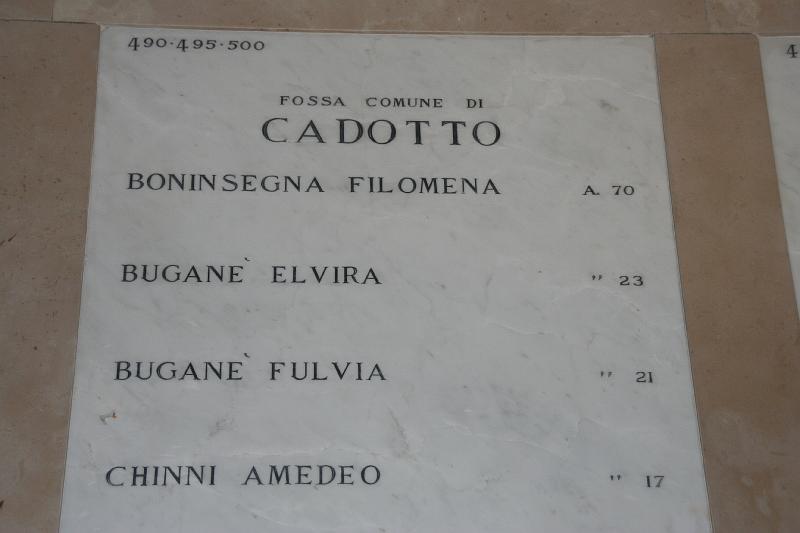 490·495·500
FOSSA COMUNE DI
CADOTTO
BONINSEGNA FILOMENA A. 70
BUGANE` ELVIRA " 23
BUGANE` FULVIA " 21
CHINNI AMEDEO " 17
4